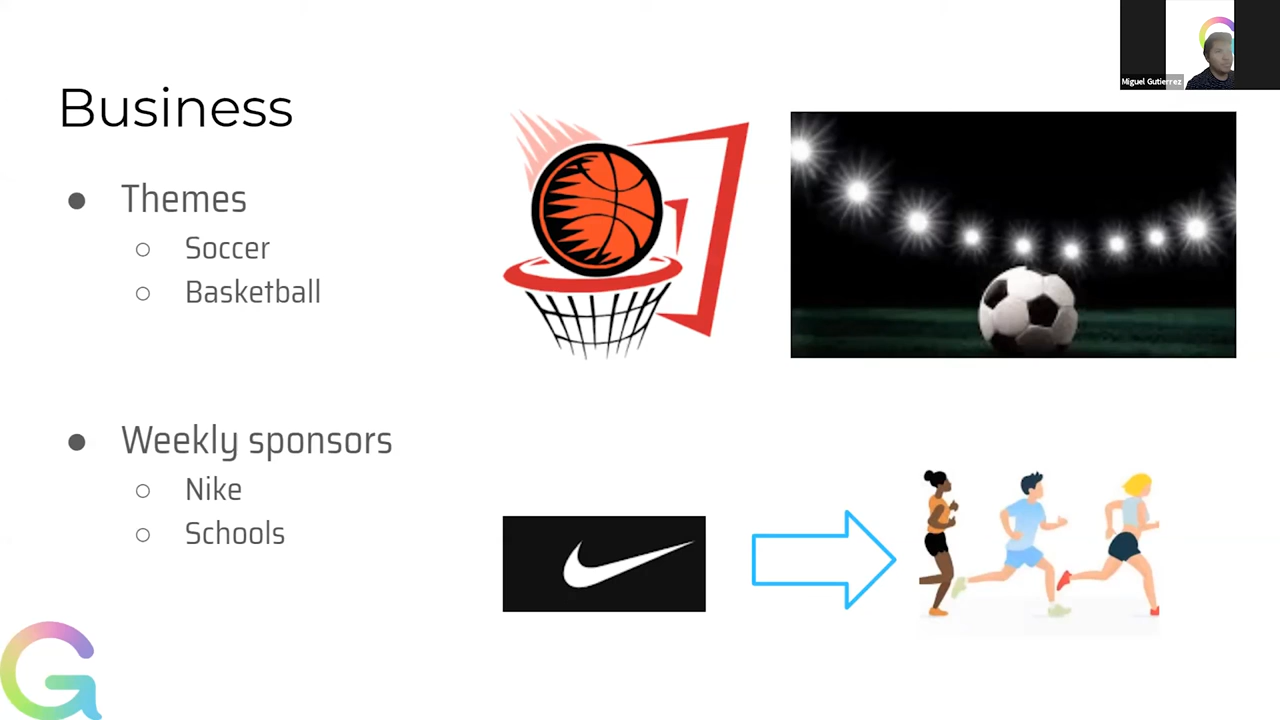 Miguel Gutierrez
Business
Themes
Soccer
Basketball
Weekly sponsors
Nike
Schools